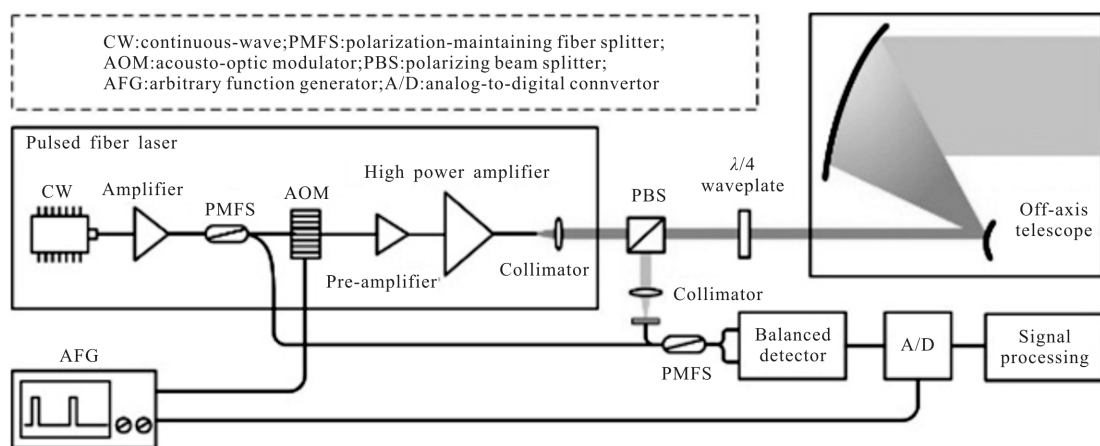 CW:continuous-wave;PMFS:polarization-maintaining fiber splitter;
AOM:acousto-optic modulator;PBS:polarizing beam splitter;
AFG:arbitrary function generator;A/D:analog-to-digital connvertor
Pulsed fiber laser
CW
Amplifier
PMFS
AOM
High power amplifier
Pre-amplifier
Collimator
PBS
λ/4
waveplate
Off-axis
telescope
Collimator
PMFS
Balanced
detector
A/D
Signal
processing
AFG